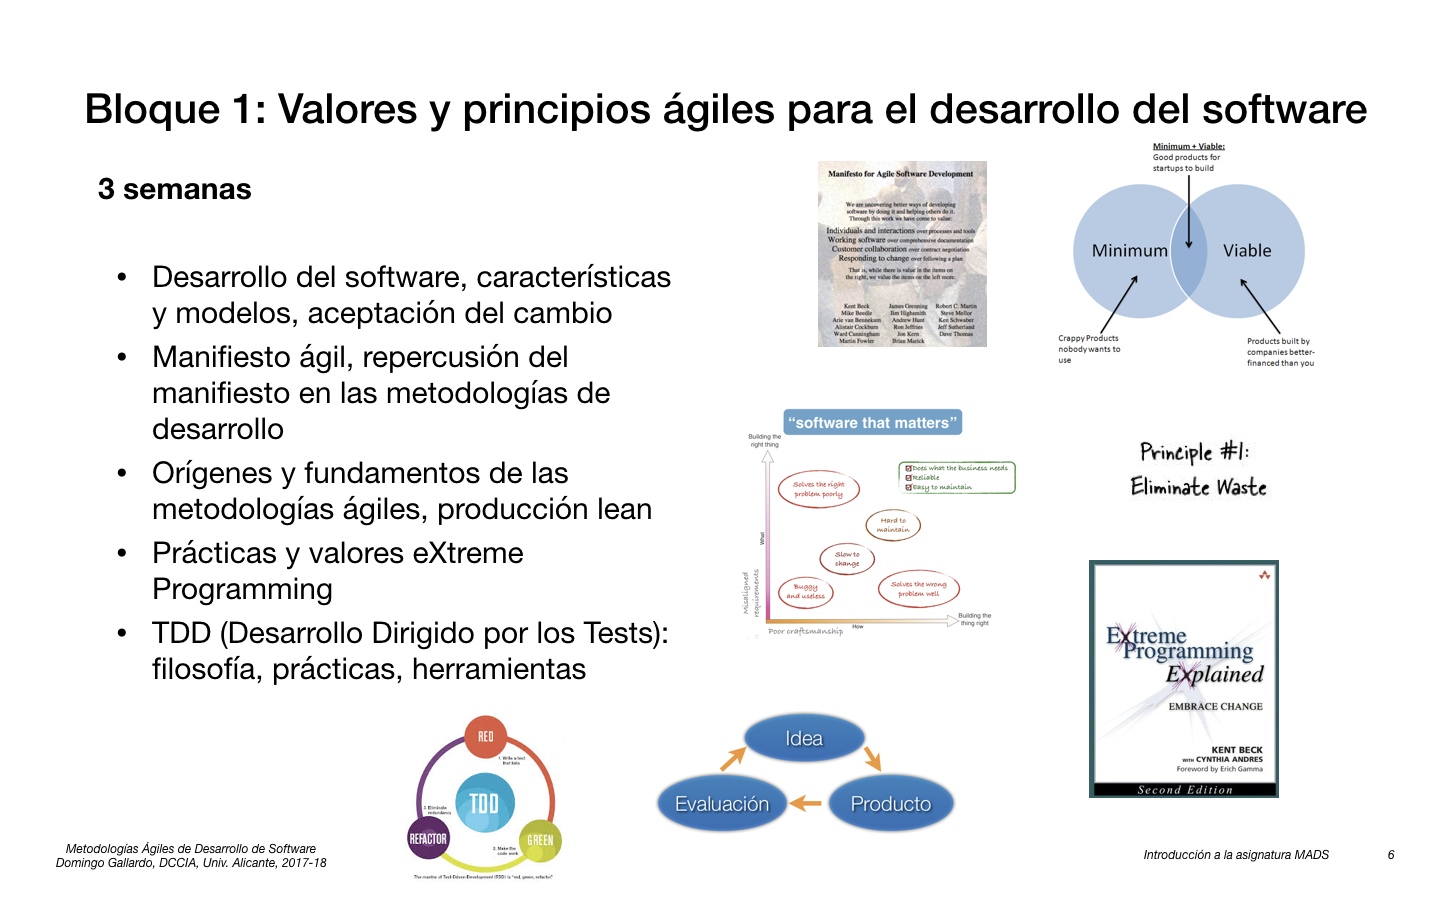 Bloque 1: Valores y principios ágiles para el desarrollo del software
3 semanas
• Desarrollo del software, características
y modelos, aceptación del cambio
• Manifiesto ágil, repercusión del
manifiesto en las metodologías de
desarrollo
• Orígenes y fundamentos de las
metodologías ágiles, producción lean
• Prácticas y valores eXtreme
Programming
• TDD (Desarrollo Dirigido por los Tests):
filosofía, prácticas, herramientas
Manifesto for Agile Software Development
We are uncovering better ways of developing
software by doing it and helping others do it.
Through this work we have come to value:
Individuals and interactions over processes and tools
Working software over comprehensive documentation
Customer collaboration over contract negotiation
Responding to change over following a plan
That is, while there is value in the items on
the right, we value the items on the left more.
Kent Beck James Grenning Robert C. Martin
Mike Beedle Jim Highsmith Steve Mellor
Arie van Bennekum Andrew Hunt Ken Schwaber
Alistair Cockburn Ron Jeffries Jeff Sutherland
Ward Cunningham Jon Kern Dave Thomas
Martin Fowler Brian Marick
Minimum + Viable:
Good products for
startups to build
Minimum
Viable
Crappy Products
nobody wants to
use
Products built by
companies better-
financed than you
“software that matters”
Building the
right thing
Solves the right
problem poorly
Does what the business needs
Reliable
Easy to maintain
Hard to
maintain
What
Slow to
change
Buggy
and useless
Solves the wrong
problem well
Misaligned
requirements
Building the
thing right
Poor craftsmanship
How
Principle #1:
Eliminate Waste
Extreme
Programming
Explained
EMBRACE CHANGE
KENT BECK
WITH CYNTHIA ANDRES
Foreword by Erich Gamma
Second Edition
RED
1. Write a test
that fails
TDD
3. Eliminate
redundancy
REFACTOR
GREEN
2. Make the
code work
The mantra of Test-Driven Development (TDD) is "red, green, refactor."
Idea
Evaluación
Producto
Metodologías Ágiles de Desarrollo de Software
Domingo Gallardo, DCCIA, Univ. Alicante, 2017-18
Introducción a la asignatura MADS
6